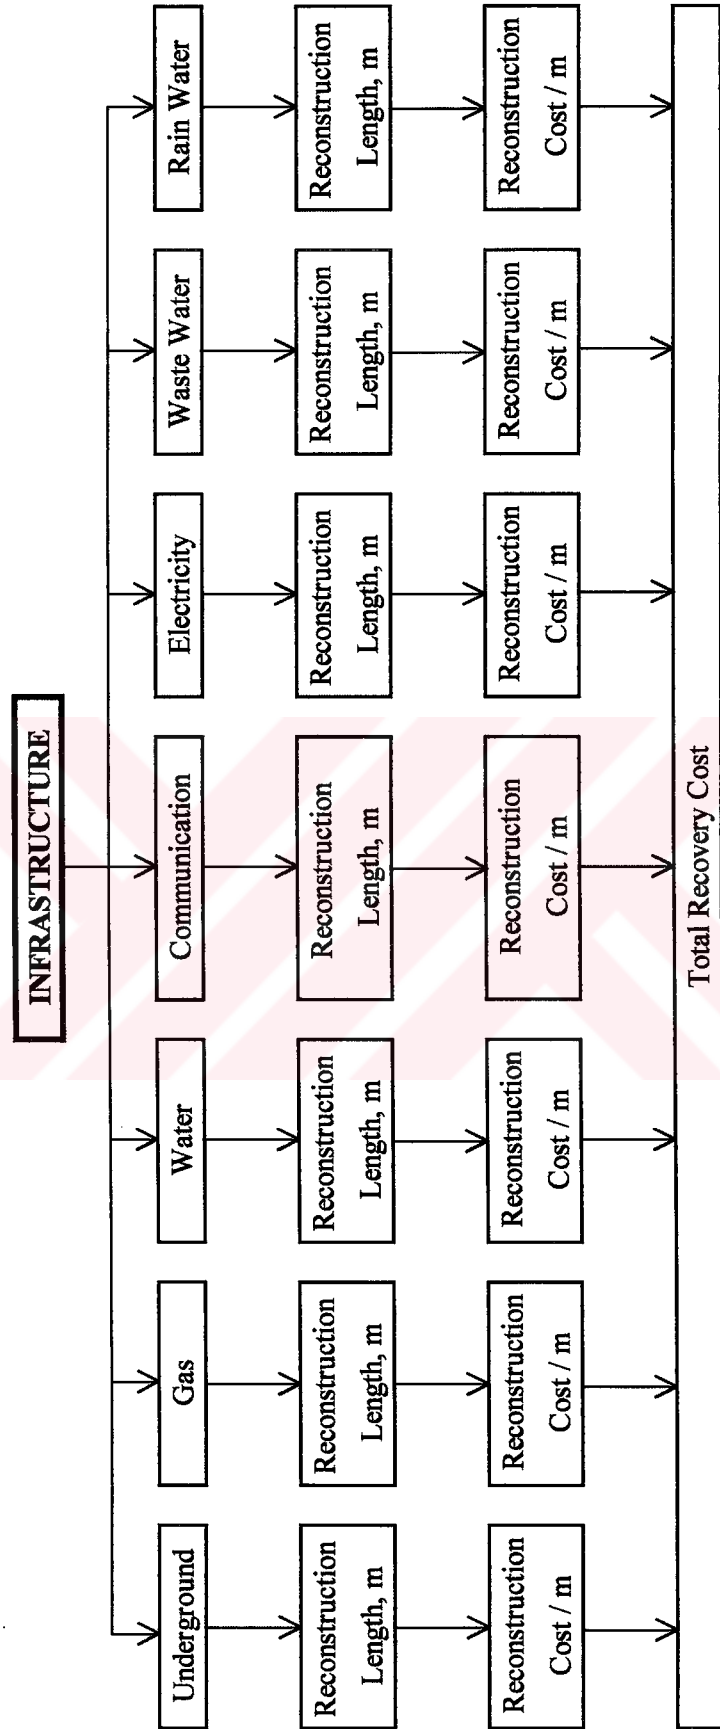 INFRASTRUCTURE
Underground
Gas
Water
Communication
Electricity
Waste Water
Rain Water
Reconstruction
Length, m
Reconstruction
Length, m
Reconstruction
Length, m
Reconstruction
Length, m
Reconstruction
Length, m
Reconstruction
Length, m
Reconstruction
Length, m
Reconstruction
Cost / m
Reconstruction
Cost / m
Reconstruction
Cost / m
Reconstruction
Cost / m
Reconstruction
Cost / m
Reconstruction
Cost / m
Reconstruction
Cost / m
Total Recovery Cost